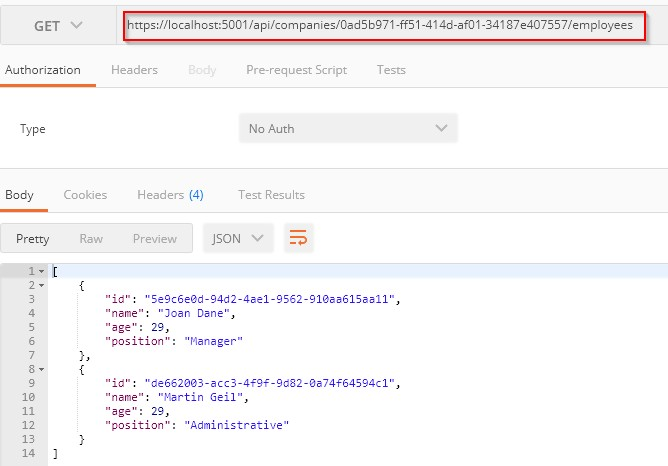 GET https://localhost:5001/api/companies/0ad5b971-ff51-414d-af01-34187e407557/employees
Authorization Headers Body Pre-request Script Tests
Type No Auth
Body Cookies Headers (4) Test Results
Pretty Raw Preview JSON
1 [
2 {
3 "id": "5e9c6e0d-94d2-4ae1-9562-910aa615aa11",
4 "name": "Joan Dane",
5 "age": 29,
6 "position": "Manager"
7 },
8 {
9 "id": "de662003-acc3-4f9f-9d82-0a74f64594c1",
10 "name": "Martin Geil",
11 "age": 29,
12 "position": "Administrative"
13 }
14 ]